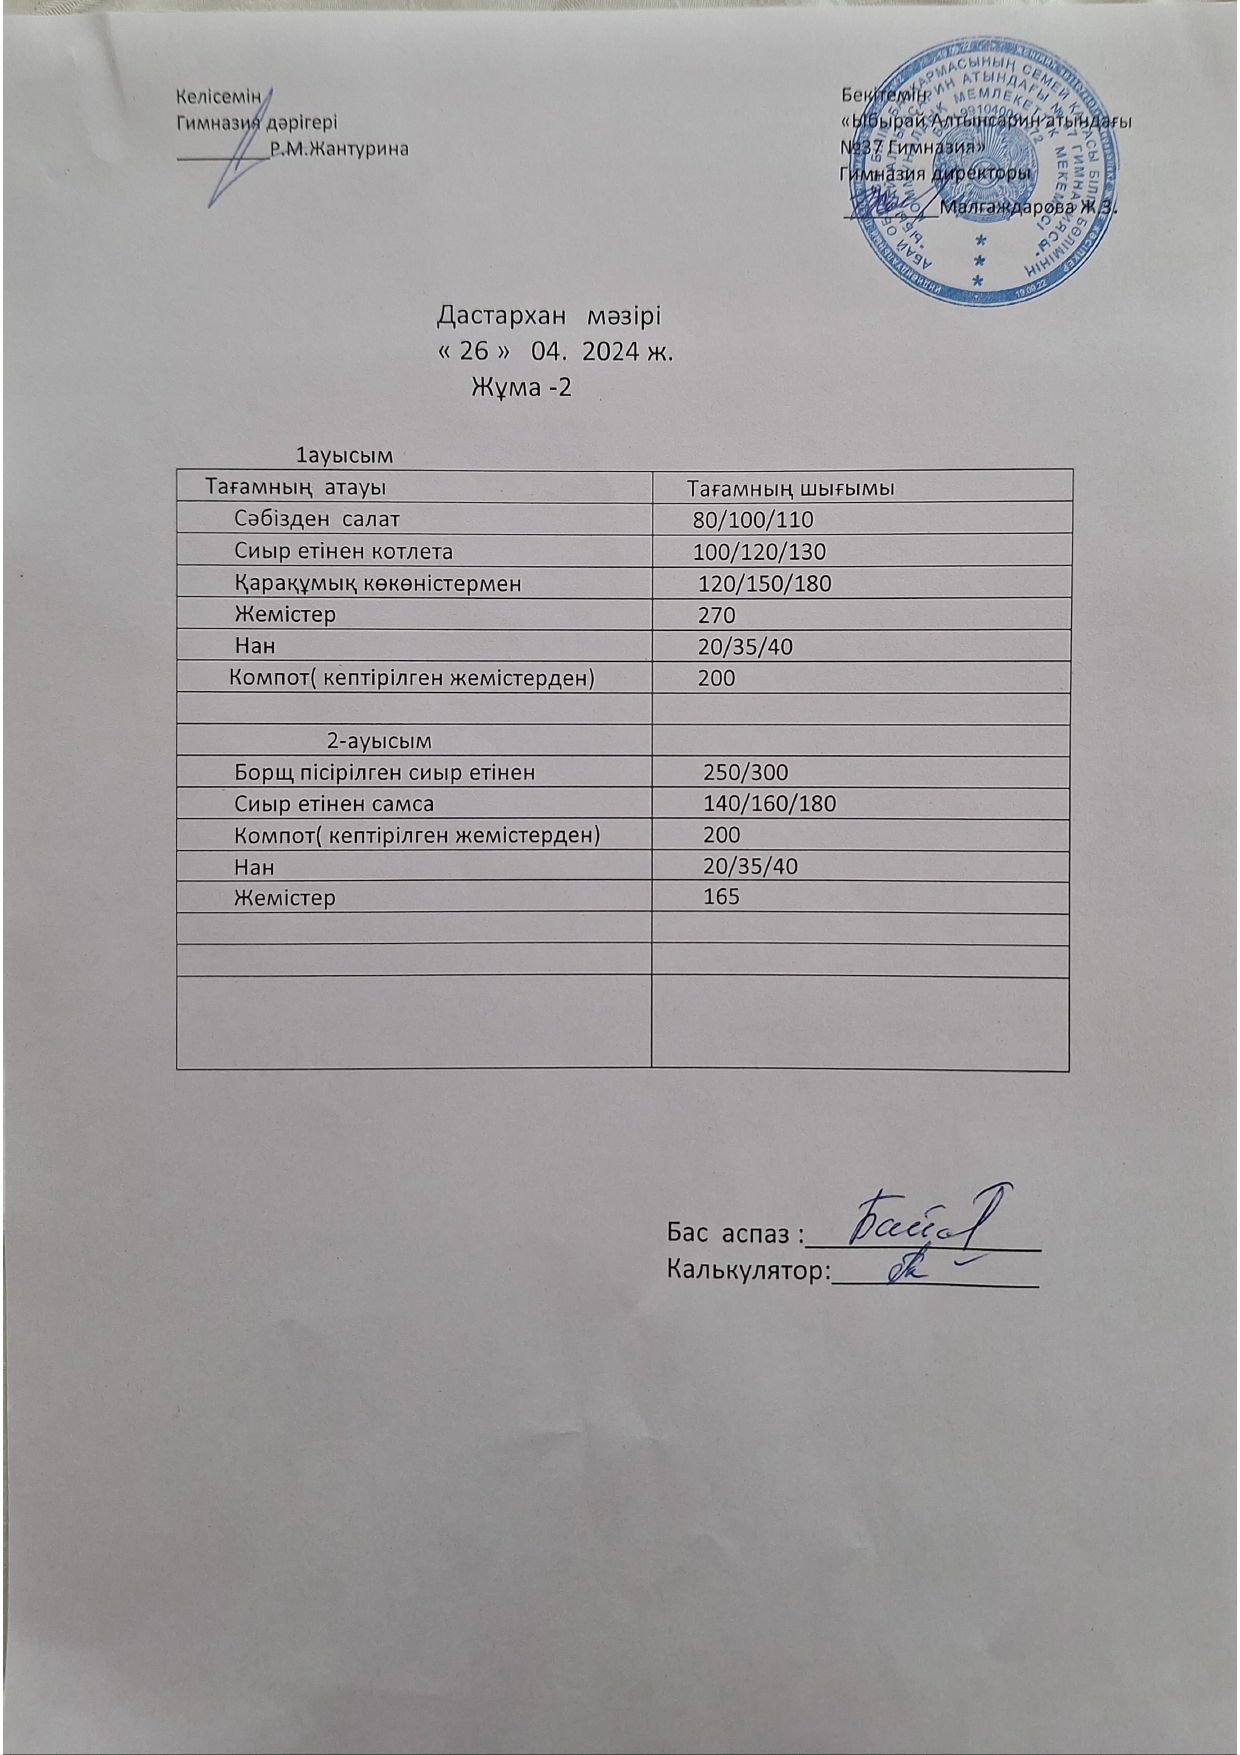 Келісемін
Гимназия дәрігері
__________Р.М.Жантурина
Бекітемін
«Ыбырай Алтынсарин атындағы
№37 Гимназия»
Гимназия директоры
__________Малгаждарова Ж.З.
Дастархан мәзірі
« 26 » 04. 2024 ж.
Жұма -2
1ауысым
Тағамның атауы Тағамның шығымы
Сәбізден салат 80/100/110
Сиыр етінен котлета 100/120/130
Қарақұмық көкөністермен 120/150/180
Жемістер 270
Нан 20/35/40
Компот( кептірілген жемістерден) 200
2-ауысым
Борщ пісірілген сиыр етінен 250/300
Сиыр етінен самса 140/160/180
Компот( кептірілген жемістерден) 200
Нан 20/35/40
Жемістер 165
Бас аспаз :
Калькулятор: